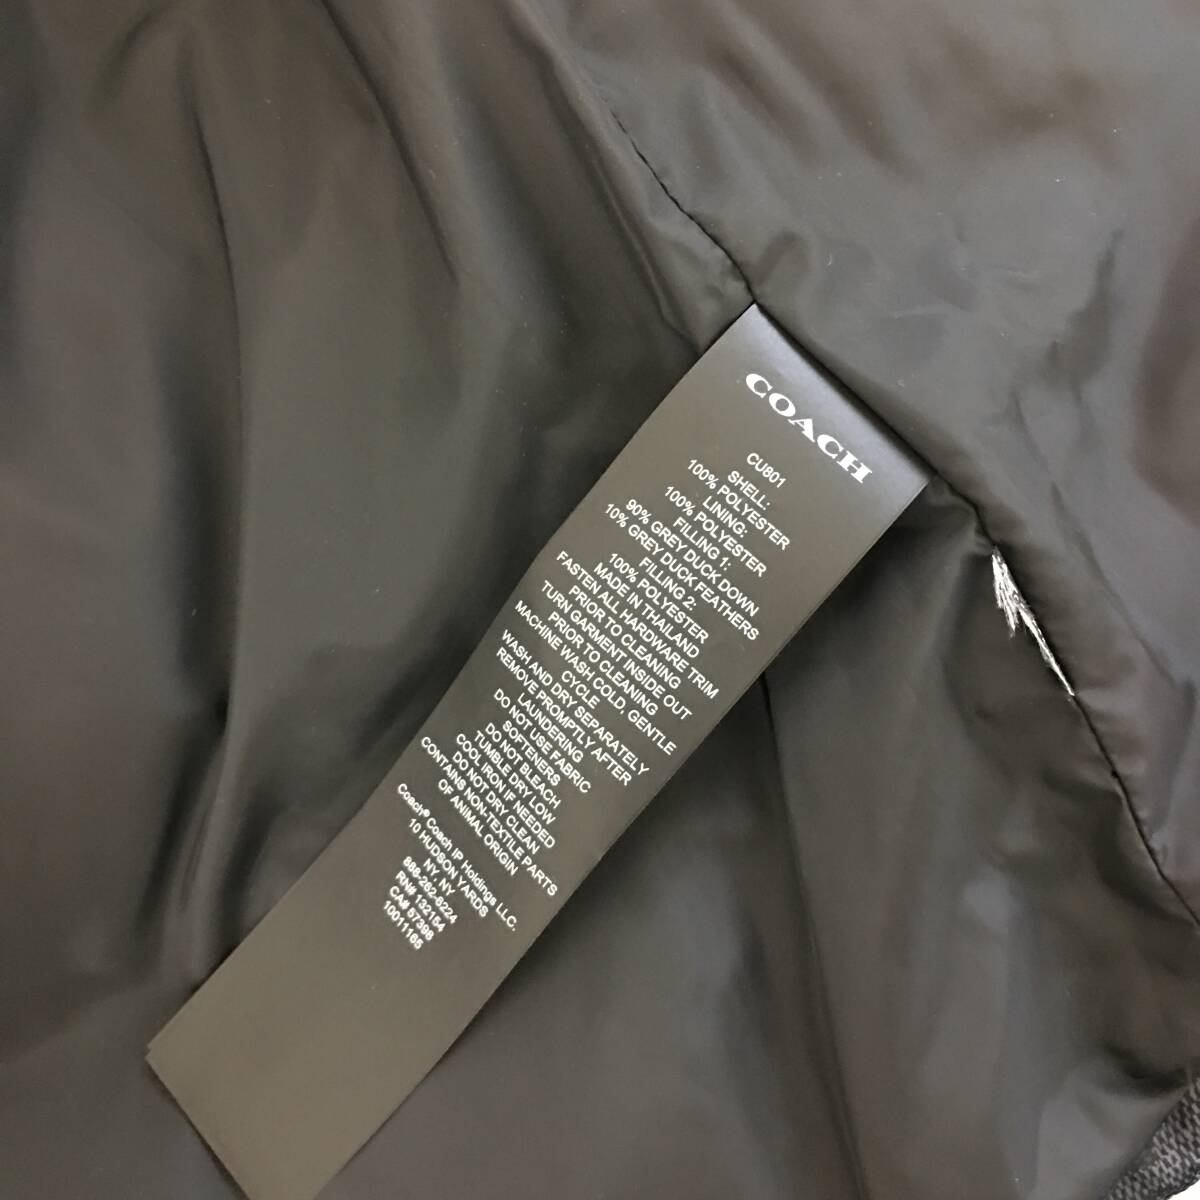 COACH
CU801
SHELL:
100% POLYESTER
LINING:
100% POLYESTER
FILLING 1:
90% GREY DUCK DOWN
10% GREY DUCK FEATHERS
FILLING 2:
100% POLYESTER
MADE IN THAILAND
PRIOR TO CLEANING
FASTEN ALL HARDWARE TRIM
TURN GARMENT INSIDE OUT
PRIOR TO CLEANING
MACHINE WASH COLD, GENTLE
CYCLE
WASH AND DRY SEPARATELY
REMOVE PROMPTLY AFTER
LAUNDERING
DO NOT USE FABRIC
SOFTENERS
DO NOT BLEACH
TUMBLE DRY LOW
COOL IRON IF NEEDED
DO NOT DRY CLEAN
CONTAINS NON-TEXTILE PARTS
OF ANIMAL ORIGIN
Coach® Coach IP Holdings LLC.
10 HUDSON YARDS
NY, NY
888-262-6224
RN# 132154
CA# 57398
10011165